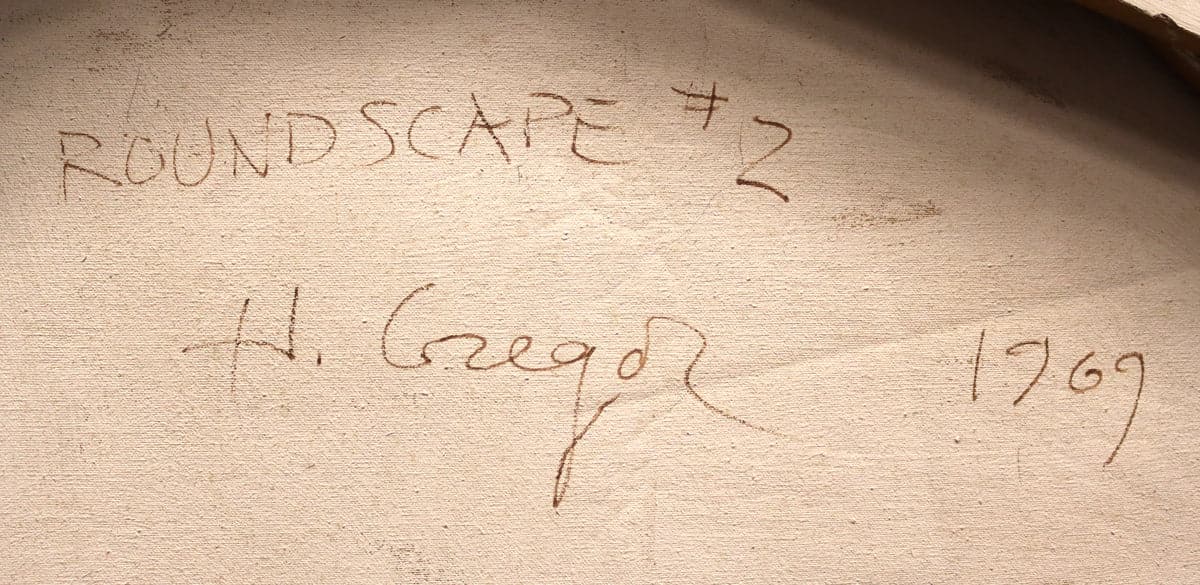 ROUNDSCAPE #2
H. Gregor 1969